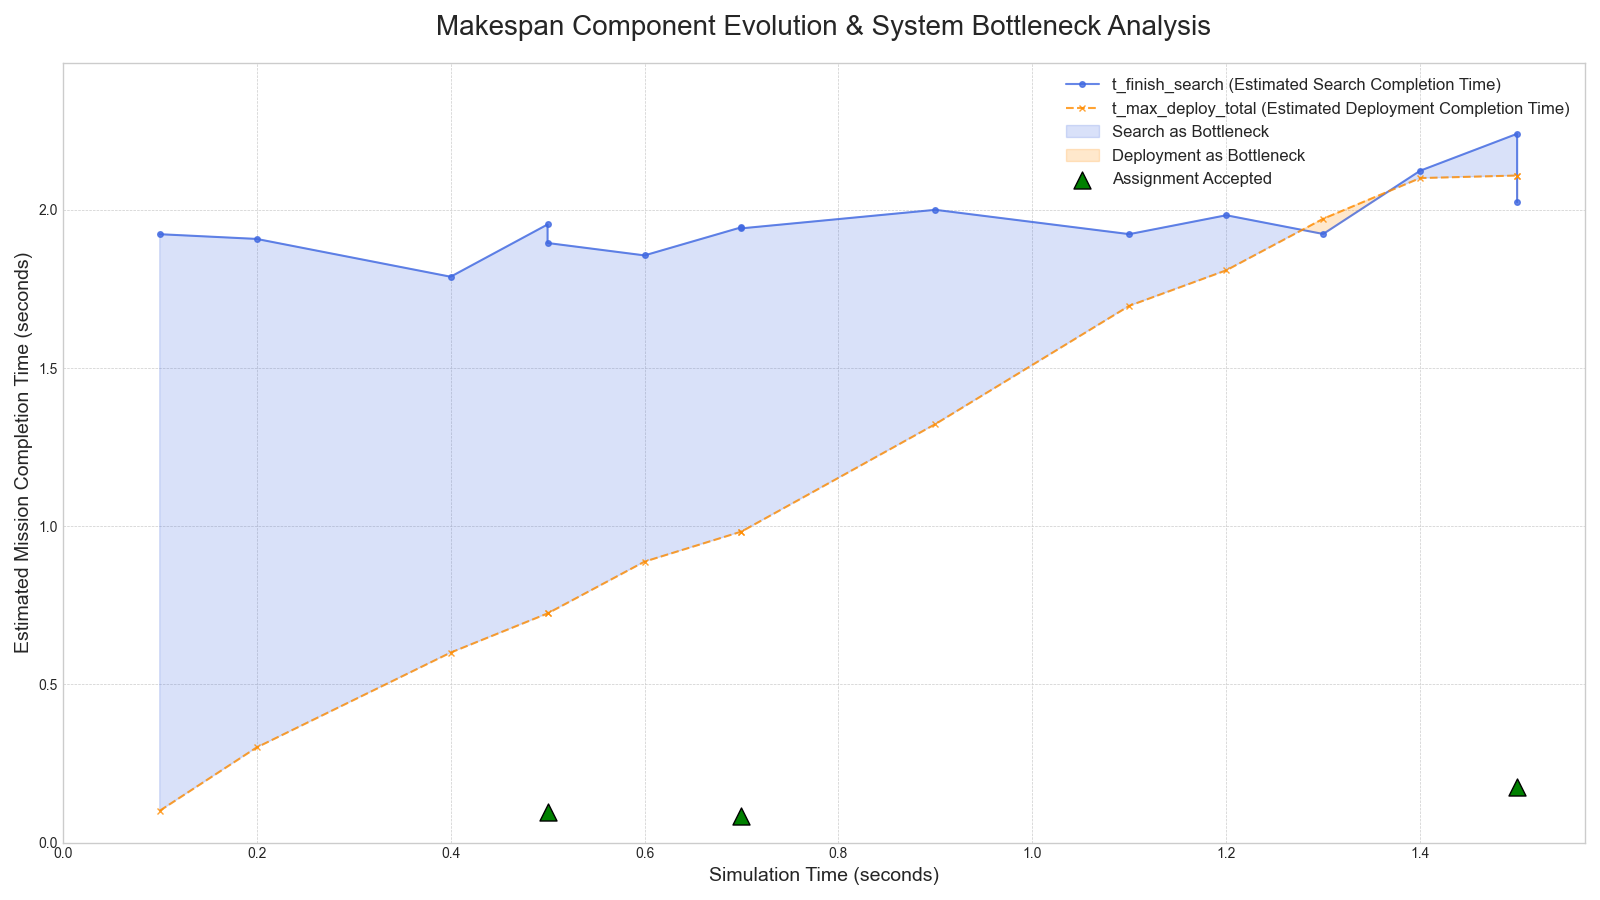 Makespan Component Evolution & System Bottleneck Analysis
t_finish_search (Estimated Search Completion Time)
t_max_deploy_total (Estimated Deployment Completion Time)
Search as Bottleneck
Deployment as Bottleneck
Assignment Accepted
Estimated Mission Completion Time (seconds)
2.0
1.5
1.0
0.5
0.0
0.0 0.2 0.4 0.6 0.8 1.0 1.2 1.4
Simulation Time (seconds)